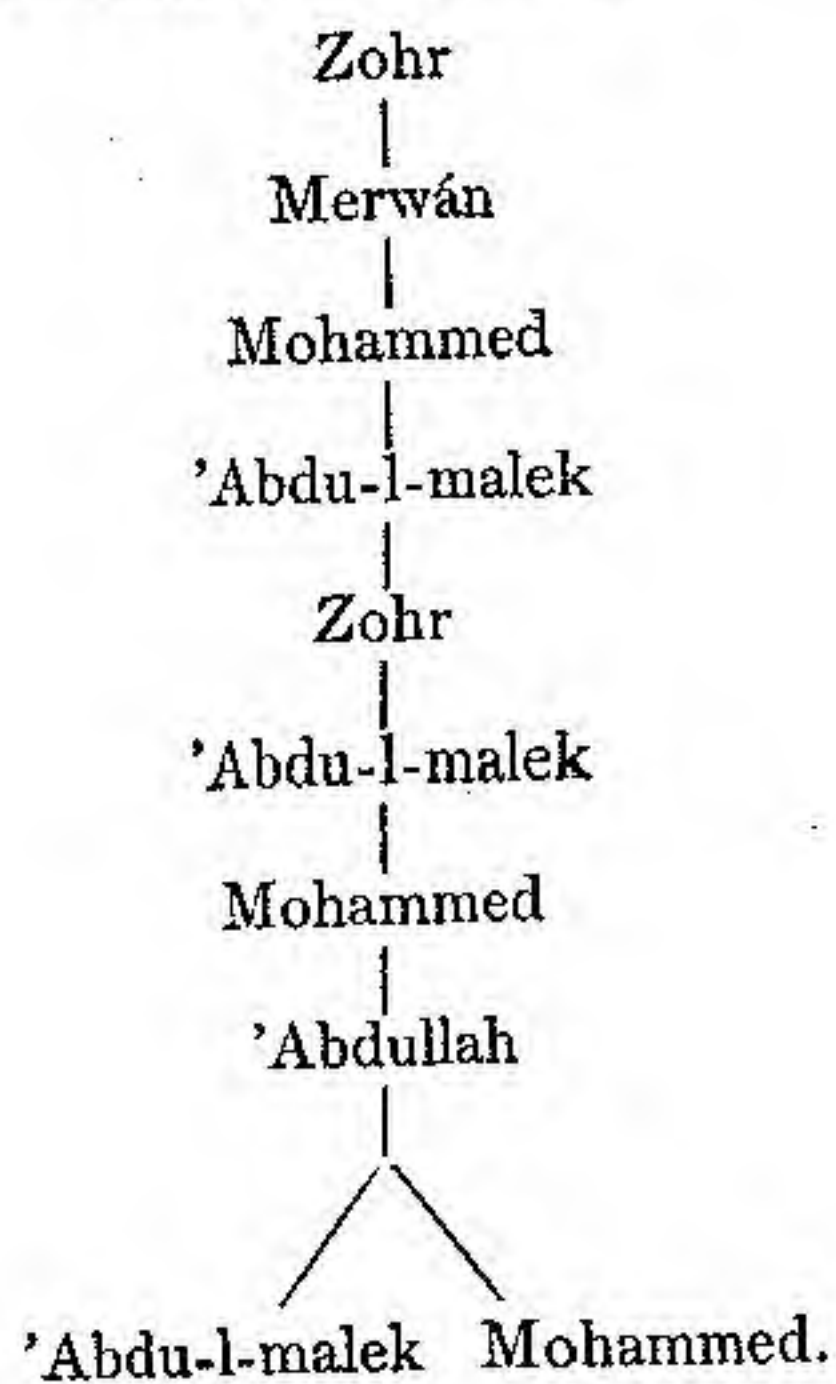 Zohr
Merwán
Mohammed
’Abdu-l-malek
Zohr
’Abdu-l-malek
Mohammed
’Abdullah
’Abdu-l-malek Mohammed.